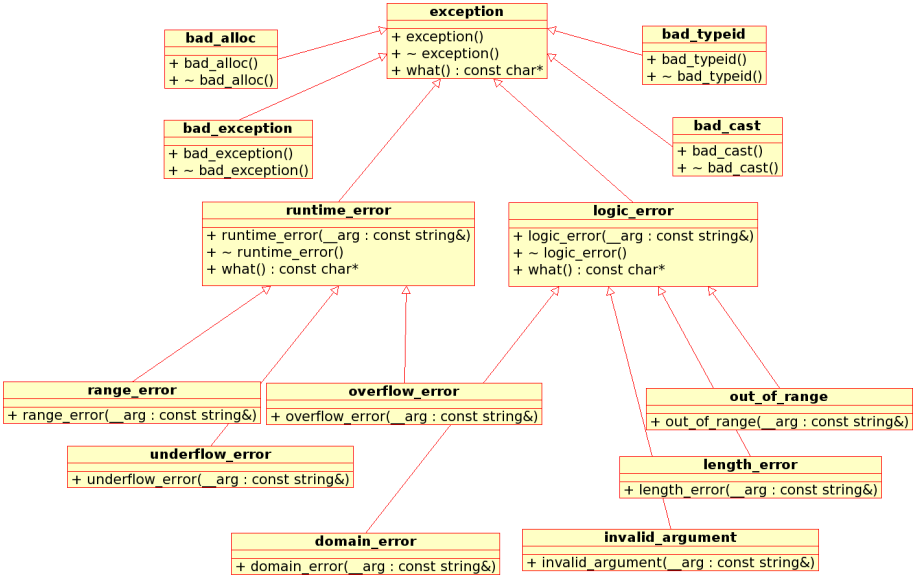 exception
+ exception()
+ ~ exception()
+ what() : const char*
bad_alloc
+ bad_alloc()
+ ~ bad_alloc()
bad_typeid
+ bad_typeid()
+ ~ bad_typeid()
bad_exception
+ bad_exception()
+ ~ bad_exception()
bad_cast
+ bad_cast()
+ ~ bad_cast()
runtime_error
+ runtime_error(__arg : const string&)
+ ~ runtime_error()
+ what() : const char*
logic_error
+ logic_error(__arg : const string&)
+ ~ logic_error()
+ what() : const char*
range_error
+ range_error(__arg : const string&)
overflow_error
+ overflow_error(__arg : const string&)
out_of_range
+ out_of_range(__arg : const string&)
underflow_error
+ underflow_error(__arg : const string&)
length_error
+ length_error(__arg : const string&)
domain_error
+ domain_error(__arg : const string&)
invalid_argument
+ invalid_argument(__arg : const string&)